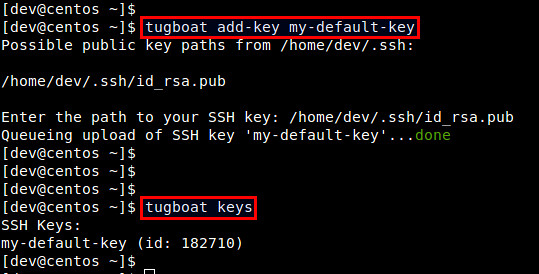 [dev@centos ~]$
[dev@centos ~]$ tugboat add-key my-default-key
Possible public key paths from /home/dev/.ssh:
/home/dev/.ssh/id_rsa.pub
Enter the path to your SSH key: /home/dev/.ssh/id_rsa.pub
Queueing upload of SSH key 'my-default-key'...done
[dev@centos ~]$
[dev@centos ~]$
[dev@centos ~]$
[dev@centos ~]$ tugboat keys
SSH Keys:
my-default-key (id: 182710)
[dev@centos ~]$
[dev@centos ~]$